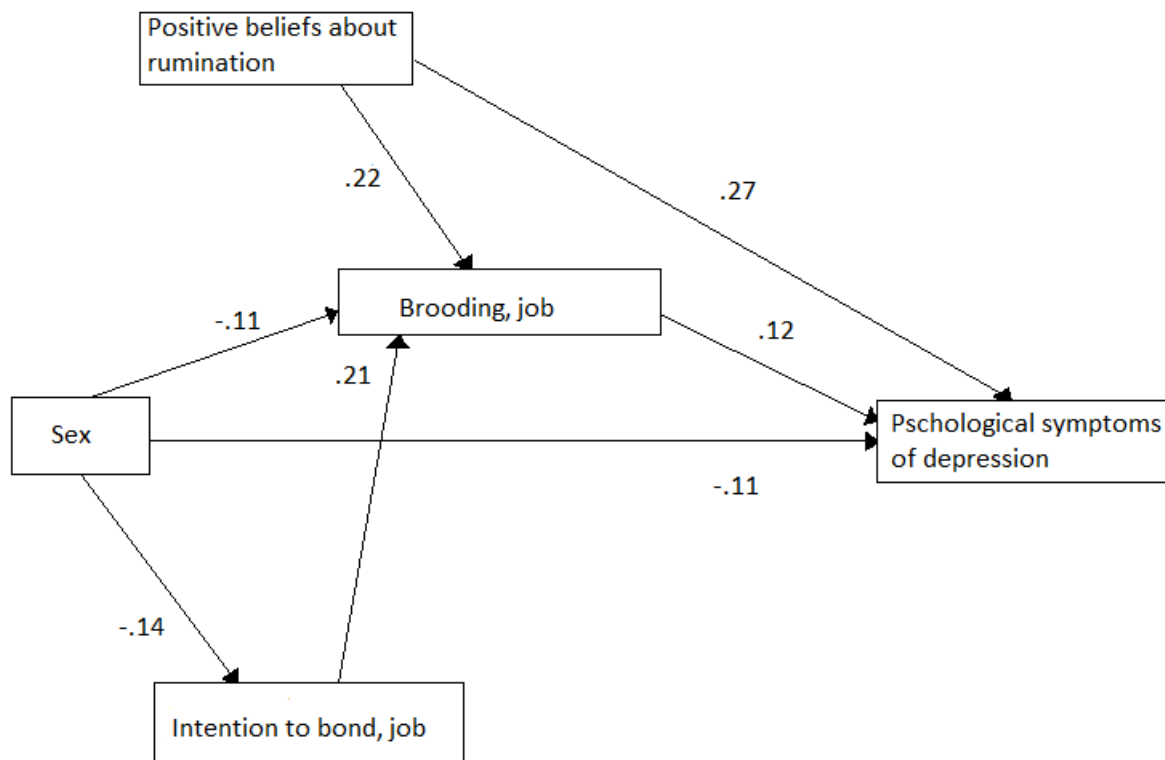 Positive beliefs about
rumination
.22
.27
Brooding, job
-.11
.12
.21
Sex
Pschological symptoms
of depression
-.11
-.14
Intention to bond, job